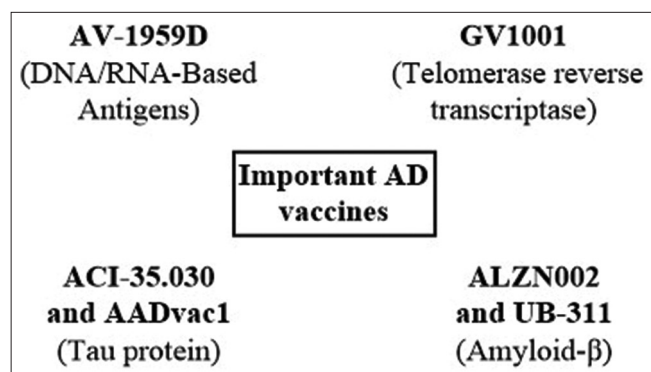 AV-1959D
(DNA/RNA-Based
Antigens)
GV1001
(Telomerase reverse
transcriptase)
Important AD
vaccines
ACI-35.030
and AADvac1
(Tau protein)
ALZN002
and UB-311
(Amyloid-β)